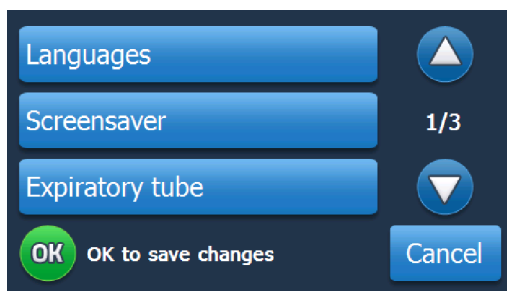 Languages
Screensaver
1/3
Expiratory tube
OK OK to save changes
Cancel